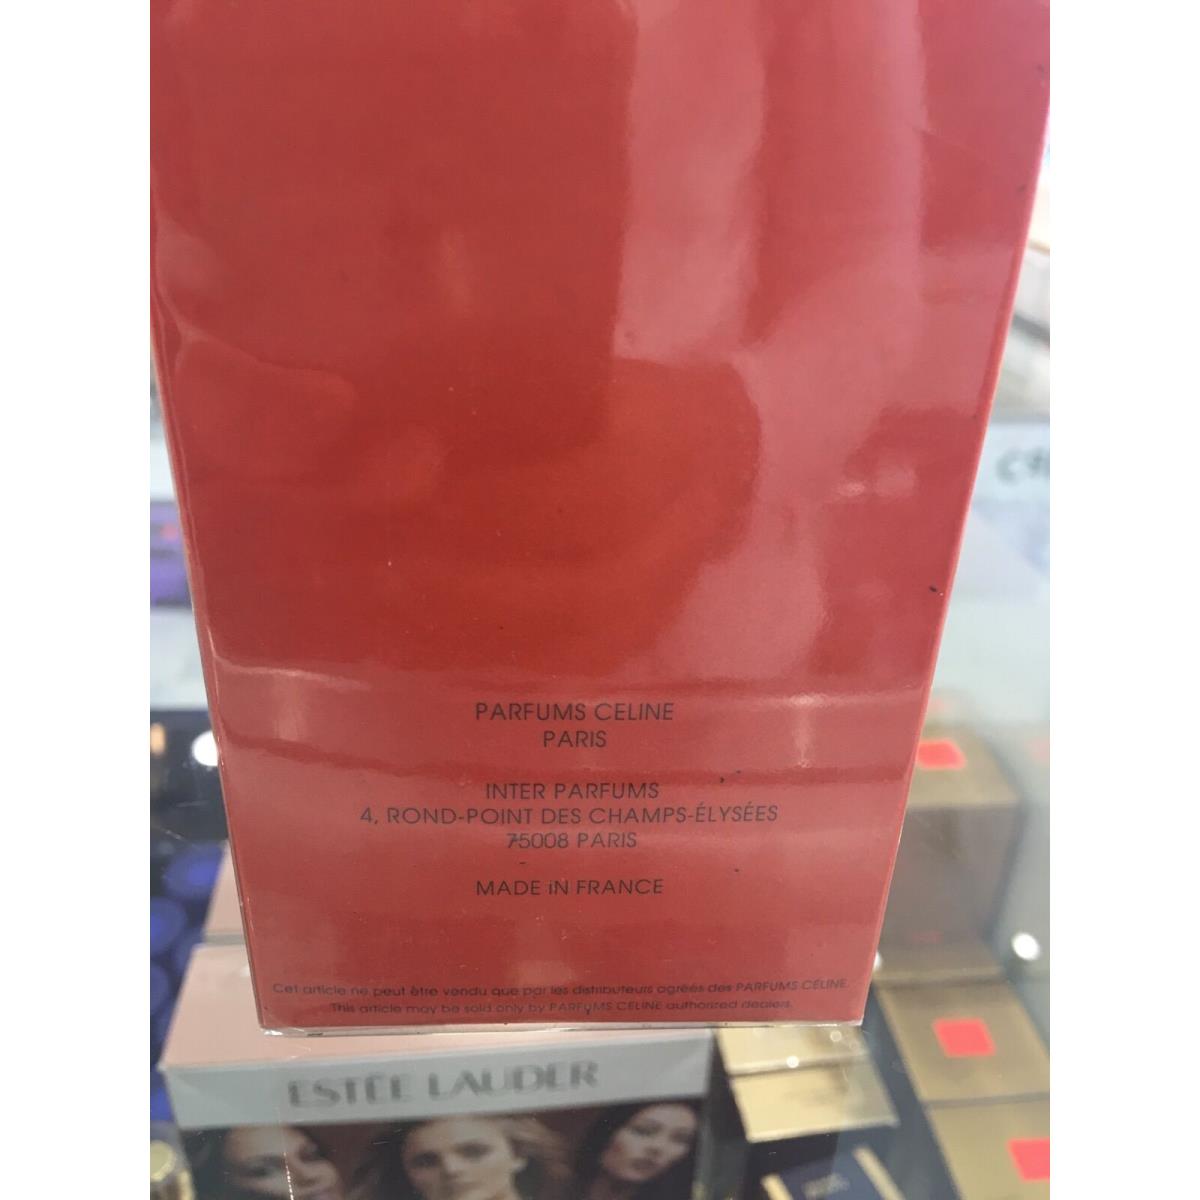 PARFUMS CELINE
PARIS
INTER PARFUMS
4, ROND-POINT DES CHAMPS-ÉLYSÉES
75008 PARIS
MADE IN FRANCE
Cet article ne peut être vendu que par les distributeurs agréés des PARFUMS CÉLINE.
This article may be sold only by PARFUMS CELINE authorized dealers.
ESTĒE LAUDER